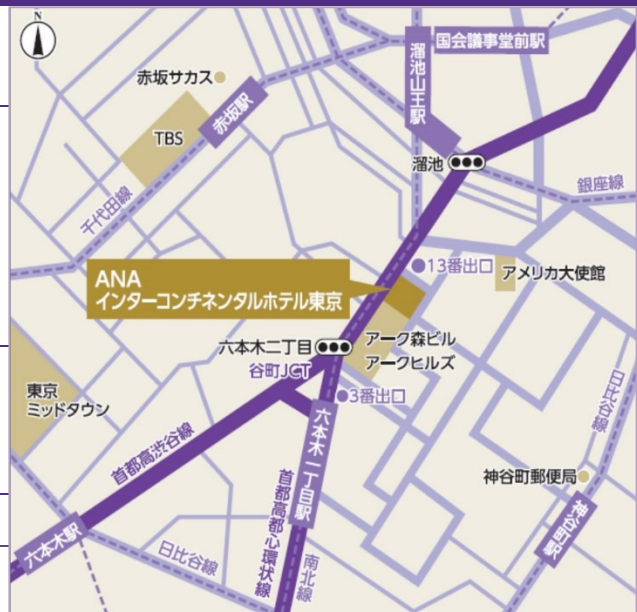 N
国会議事堂前駅
溜池山王駅
赤坂サカス
赤坂駅
TBS
溜池
千代田線
銀座線
13番出口
アメリカ大使館
ANA
インターコンチネンタルホテル東京
六本木二丁目
アーク森ビル
アークヒルズ
谷町JCT
3番出口
東京
ミッドタウン
日比谷線
六本木一丁目駅
首都高渋谷線
首都高都心環状線
神谷町郵便局
神谷町駅
六本木駅
日比谷線
南北線